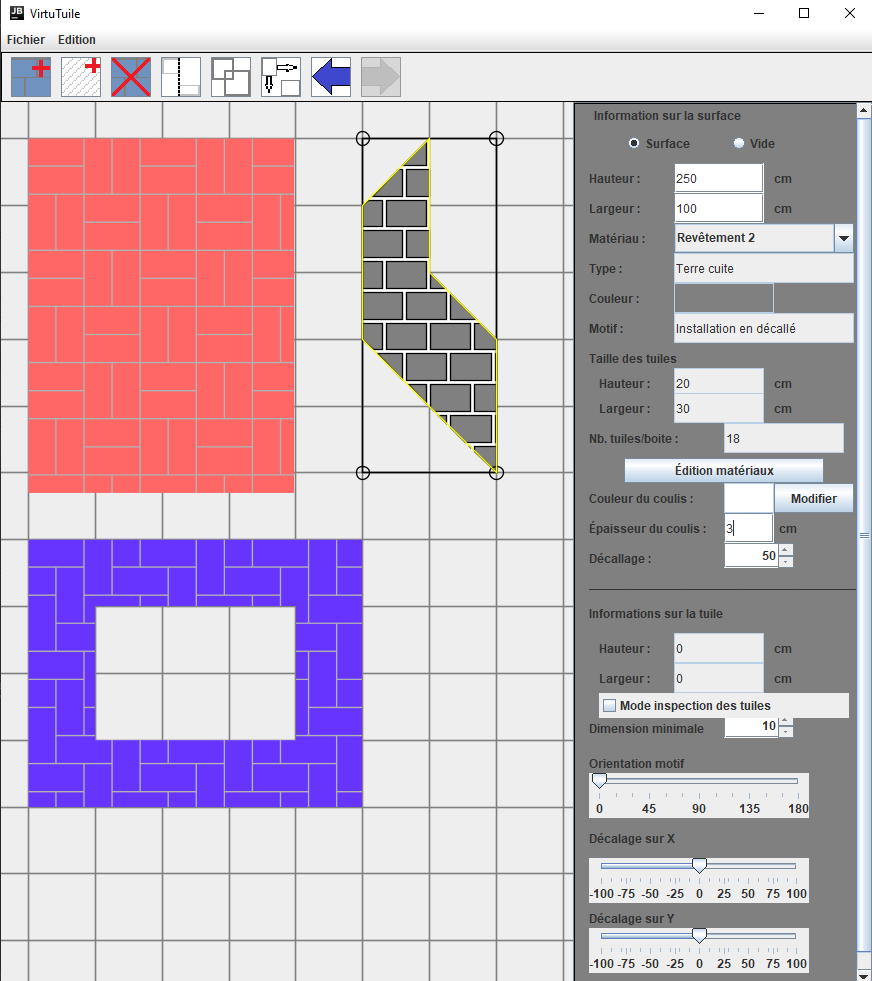 JB VirtuTuile
Fichier Edition
Information sur la surface
Surface Vide
Hauteur : 250 cm
Largeur : 100 cm
Matériau : Revêtement 2
Type : Terre cuite
Couleur :
Motif : Installation en décallé
Taille des tuiles
Hauteur : 20 cm
Largeur : 30 cm
Nb. tuiles/boite : 18
Édition matériaux
Couleur du coulis : Modifier
Épaisseur du coulis : 3 cm
Décallage : 50
Informations sur la tuile
Hauteur : 0 cm
Largeur : 0 cm
Mode inspection des tuiles
Dimension minimale 10
Orientation motif
0 45 90 135 180
Décalage sur X
-100 -75 -50 -25 0 25 50 75 100
Décalage sur Y
-100 -75 -50 -25 0 25 50 75 100